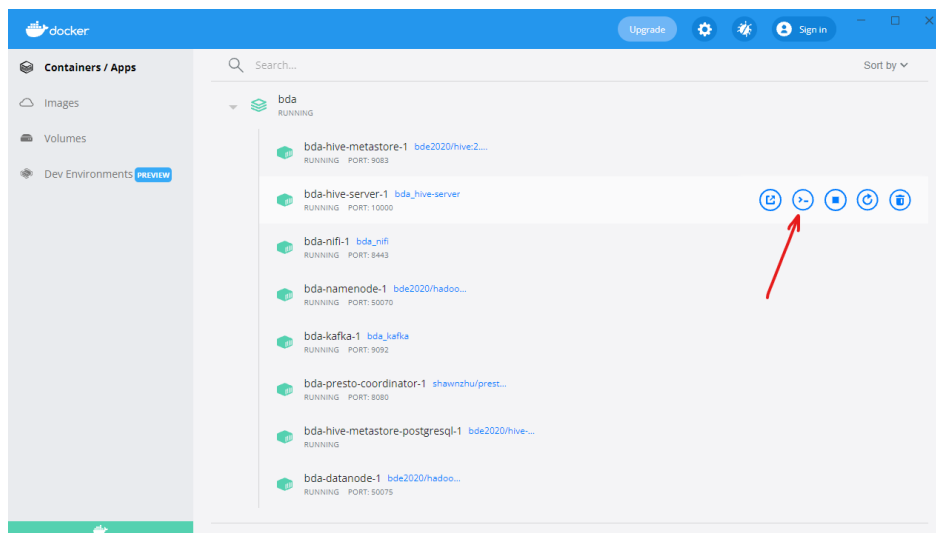 docker
Upgrade
Sign in
Containers / Apps
Images
Volumes
Dev Environments PREVIEW
Search...
Sort by
bda
RUNNING
bda-hive-metastore-1 bde2020/hive:2....
RUNNING PORT: 9083
bda-hive-server-1 bda_hive-server
RUNNING PORT: 10000
bda-nifi-1 bda_nifi
RUNNING PORT: 8443
bda-namenode-1 bde2020/hadoo...
RUNNING PORT: 50070
bda-kafka-1 bda_kafka
RUNNING PORT: 9092
bda-presto-coordinator-1 shawnzhu/prest...
RUNNING PORT: 8080
bda-hive-metastore-postgresql-1 bde2020/hive-...
RUNNING
bda-datanode-1 bde2020/hadoo...
RUNNING PORT: 50075